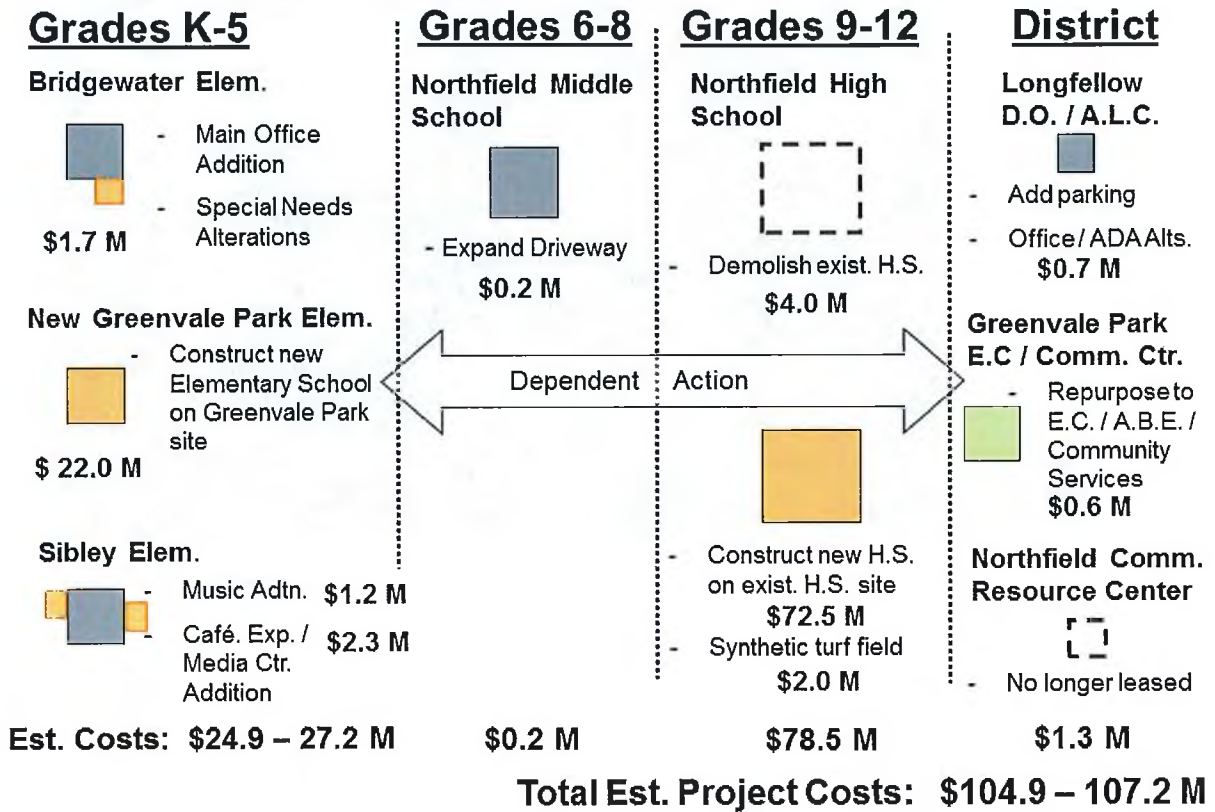 Grades K-5
Bridgewater Elem.
- Main Office
Addition
- Special Needs
Alterations
$1.7 M
New Greenvale Park Elem.
- Construct new
Elementary School
on Greenvale Park
site
$ 22.0 M
Sibley Elem.
- Music Adtn. $1.2 M
- Café. Exp. / $2.3 M
Media Ctr.
Addition
Grades 6-8
Northfield Middle
School
- Expand Driveway
$0.2 M
Dependent Action
Grades 9-12
Northfield High
School
- Demolish exist. H.S.
$4.0 M
- Construct new H.S.
on exist. H.S. site
$72.5 M
- Synthetic turf field
$2.0 M
District
Longfellow
D.O. / A.L.C.
- Add parking
- Office / ADA Alts.
$0.7 M
Greenvale Park
E.C / Comm. Ctr.
- Repurpose to
E.C. / A.B.E. /
Community
Services
$0.6 M
Northfield Comm.
Resource Center
- No longer leased
Est. Costs: $24.9 – 27.2 M $0.2 M $78.5 M $1.3 M
Total Est. Project Costs: $104.9 – 107.2 M